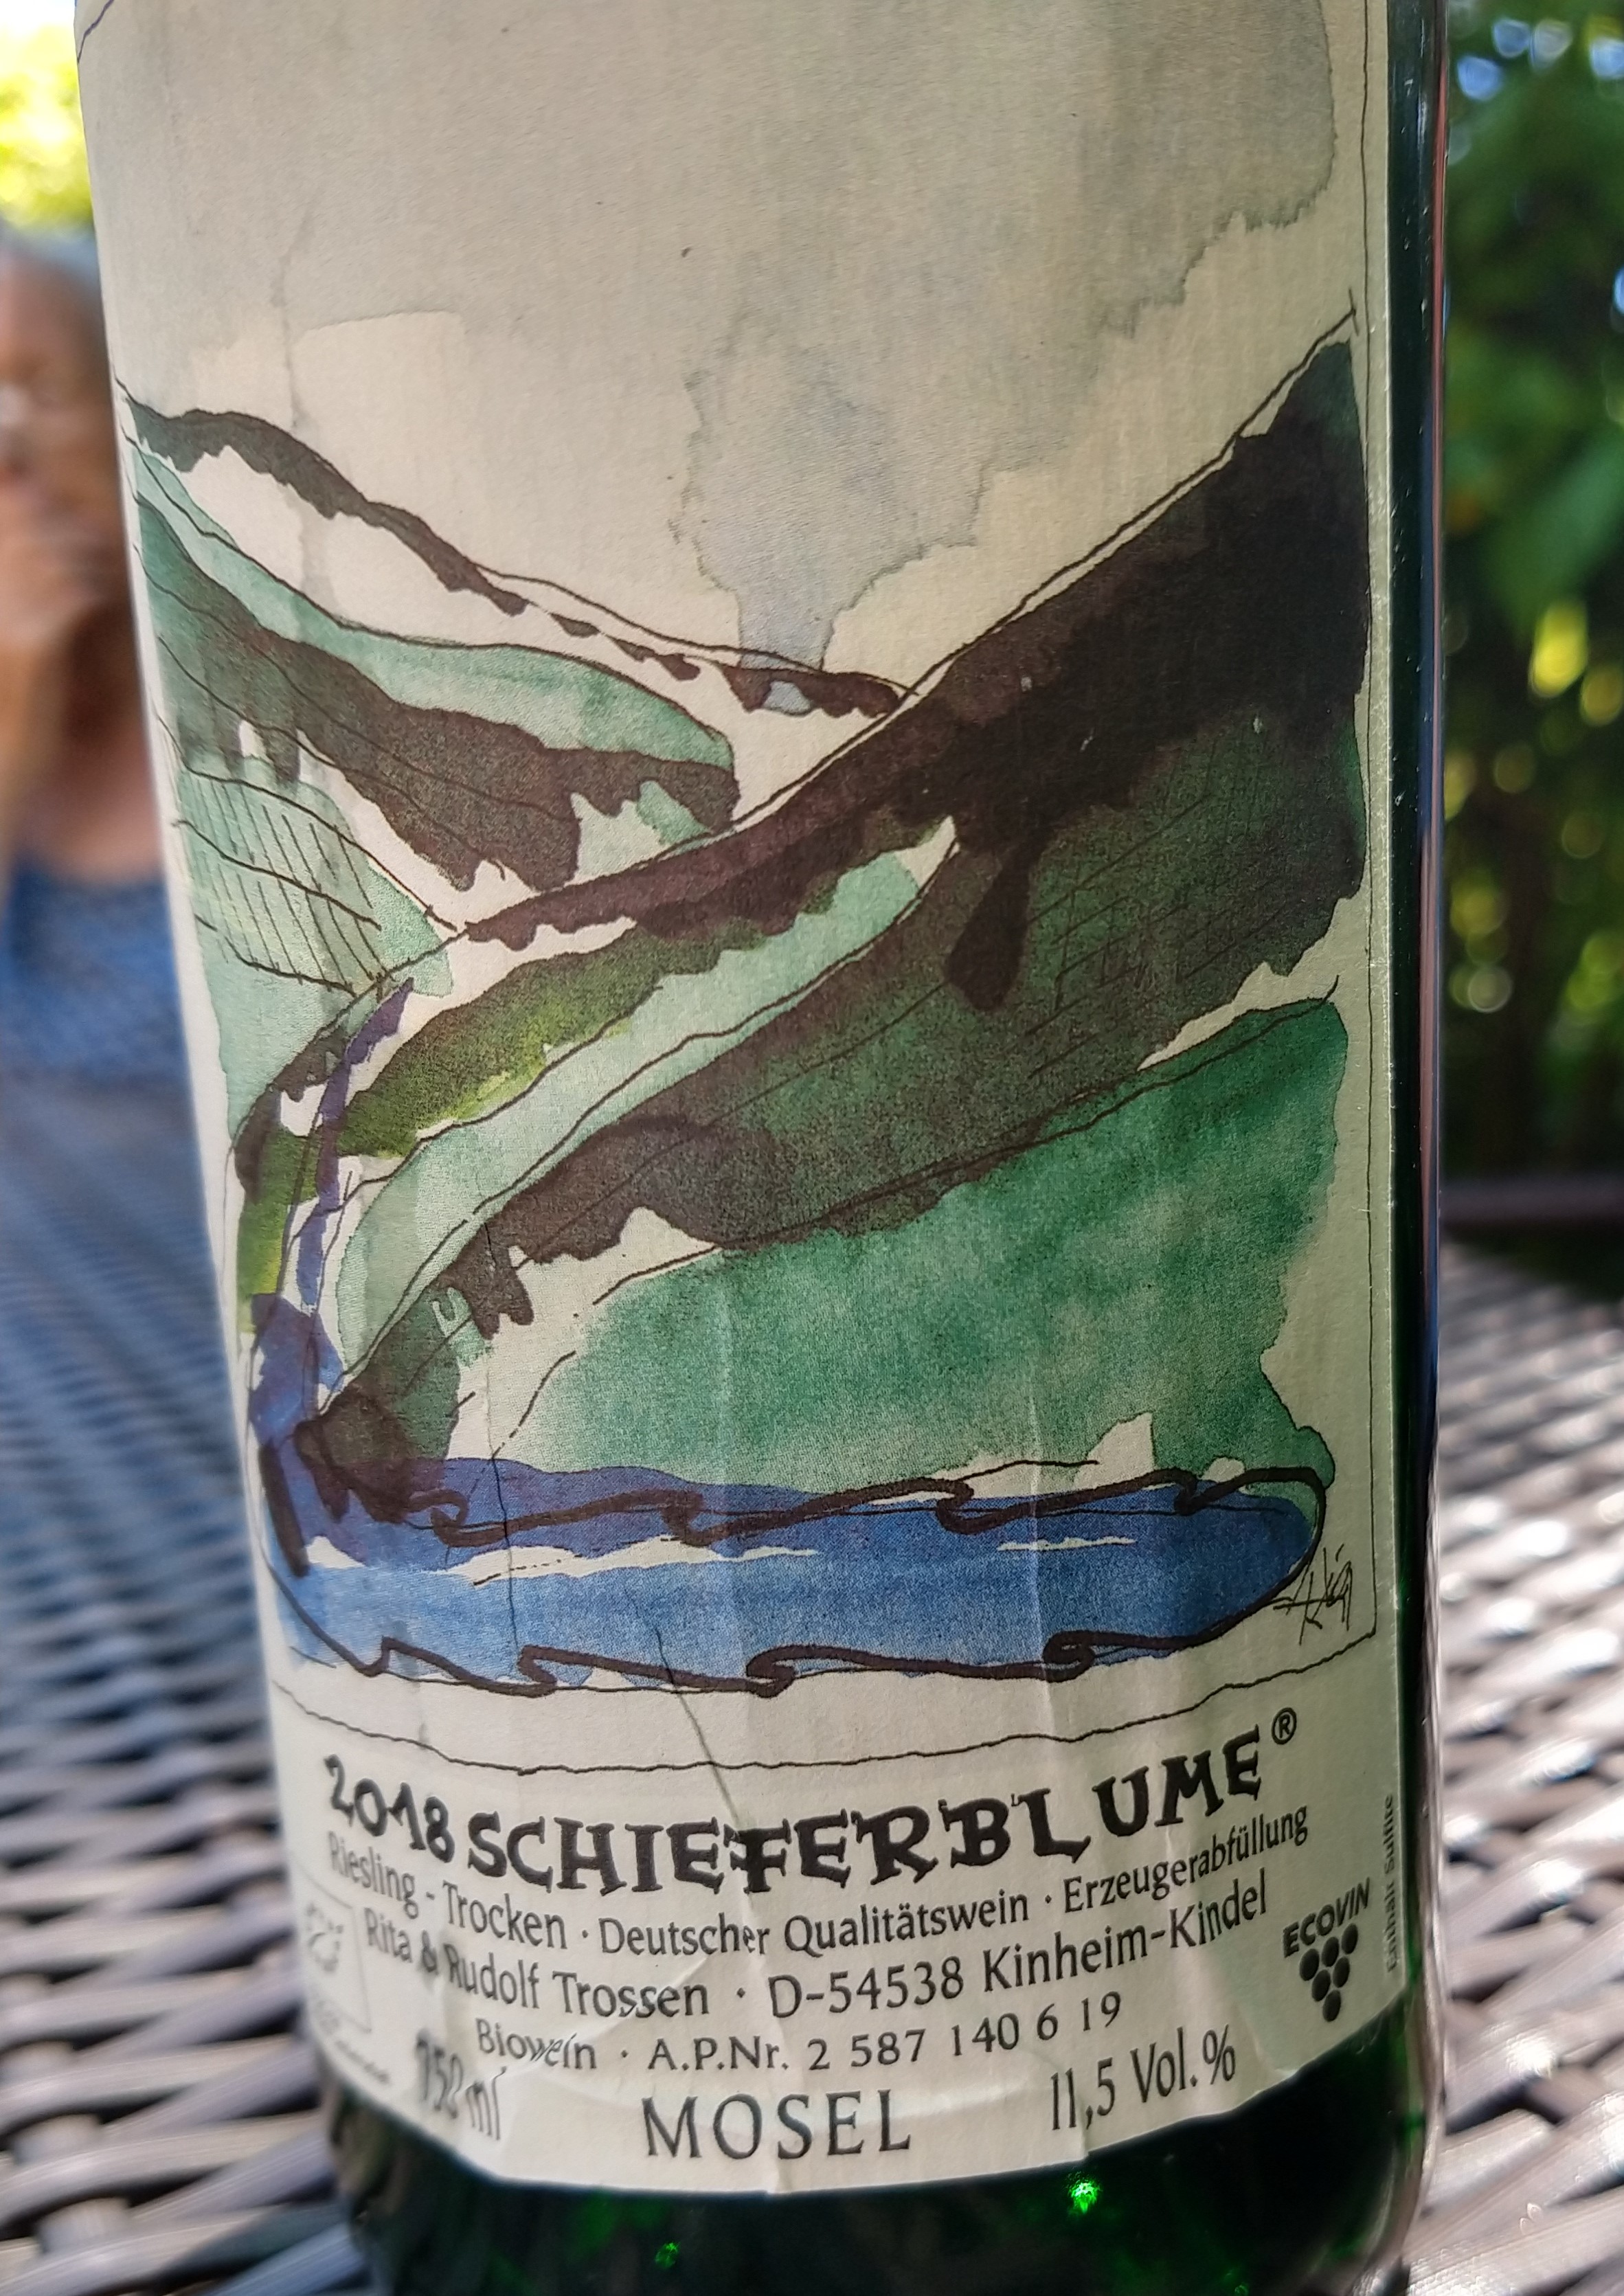 2018 SCHIEFERBLUME®
Riesling - Trocken · Deutscher Qualitätswein · Erzeugerabfüllung
Rita & Rudolf Trossen · D-54538 Kinheim-Kindel
Biowein · A.P.Nr. 2 587 140 6 19
750 ml MOSEL 11,5 Vol.%
ECOVIN
Enthält Sulfite